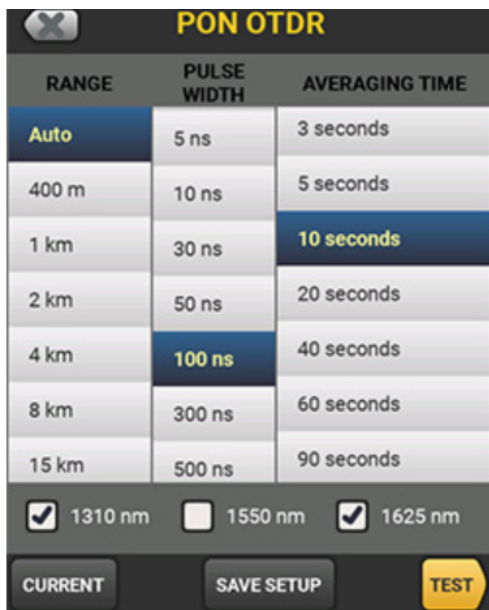 PON OTDR
RANGE
PULSE
WIDTH
AVERAGING TIME
Auto
5 ns
3 seconds
400 m
10 ns
5 seconds
1 km
30 ns
10 seconds
2 km
50 ns
20 seconds
4 km
100 ns
40 seconds
8 km
300 ns
60 seconds
15 km
500 ns
90 seconds
1310 nm
1550 nm
1625 nm
CURRENT
SAVE SETUP
TEST